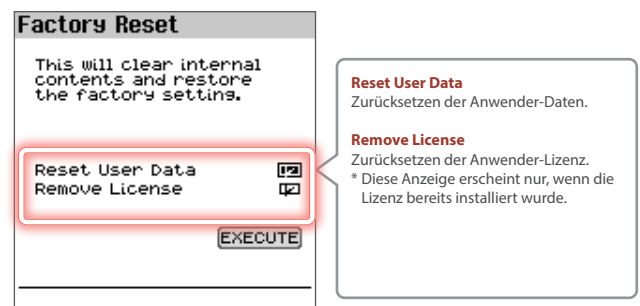 Factory Reset
This will clear internal
contents and restore
the factory setting.
Reset User Data
Remove License
EXECUTE
Reset User Data
Zurücksetzen der Anwender-Daten.
Remove License
Zurücksetzen der Anwender-Lizenz.
* Diese Anzeige erscheint nur, wenn die
Lizenz bereits installiert wurde.